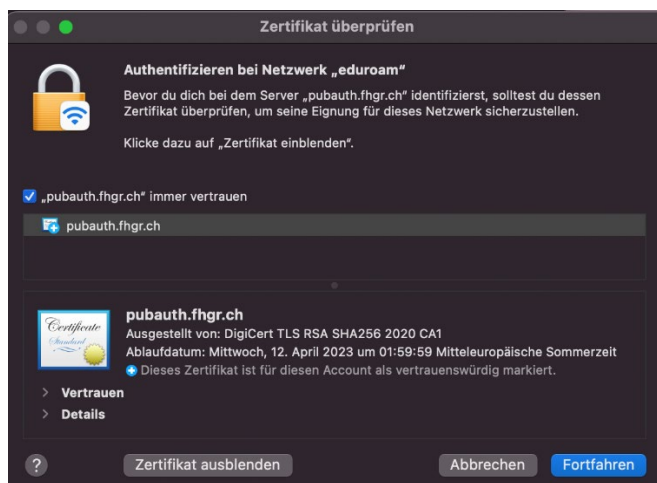 Zertifikat überprüfen
Authentifizieren bei Netzwerk „eduroam“
Bevor du dich bei dem Server „pubauth.fhgr.ch“ identifizierst, solltest du dessen
Zertifikat überprüfen, um seine Eignung für dieses Netzwerk sicherzustellen.
Klicke dazu auf „Zertifikat einblenden“.
„pubauth.fhgr.ch“ immer vertrauen
pubauth.fhgr.ch
Certificate
Standard
pubauth.fhgr.ch
Ausgestellt von: DigiCert TLS RSA SHA256 2020 CA1
Ablaufdatum: Mittwoch, 12. April 2023 um 01:59:59 Mitteleuropäische Sommerzeit
Dieses Zertifikat ist für diesen Account als vertrauenswürdig markiert.
> Vertrauen
> Details
? Zertifikat ausblenden Abbrechen Fortfahren